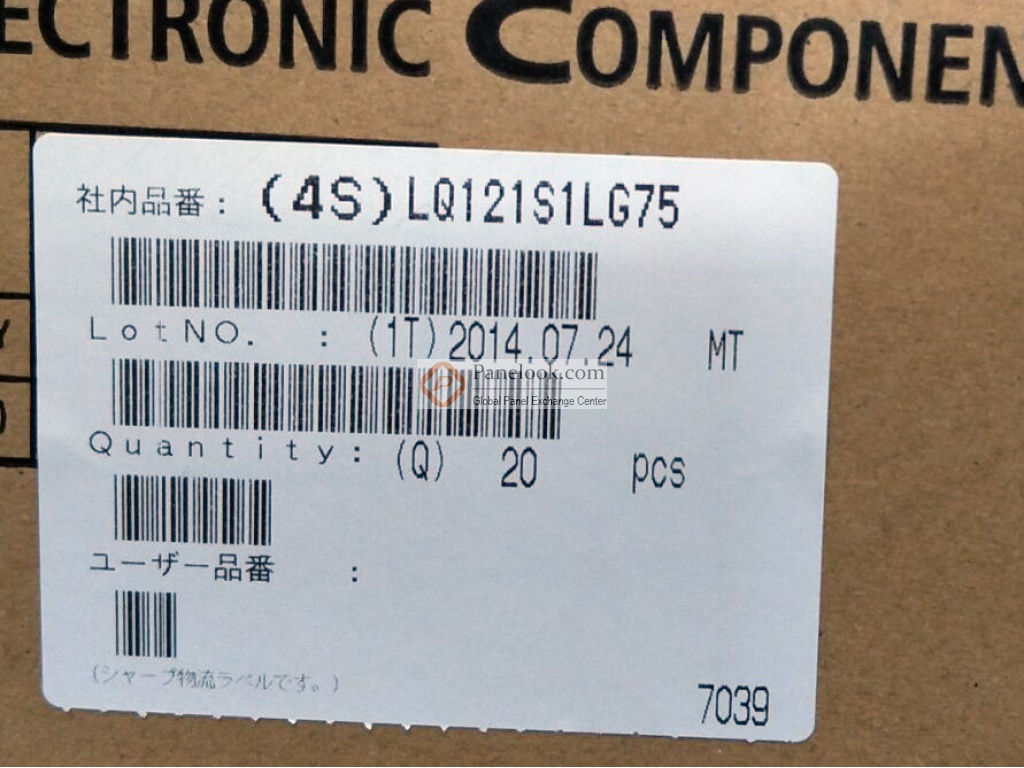 ECTRONIC COMPONEN
社内品番: (4S)LQ121S1LG75
LotNO. : (1T)2014.07.24 MT
Panelook.com
Global Panel Exchange Center
Quantity: (Q) 20 pcs
ユーザー品番 :
(シャープ物流ラベルです。)
7039
Y